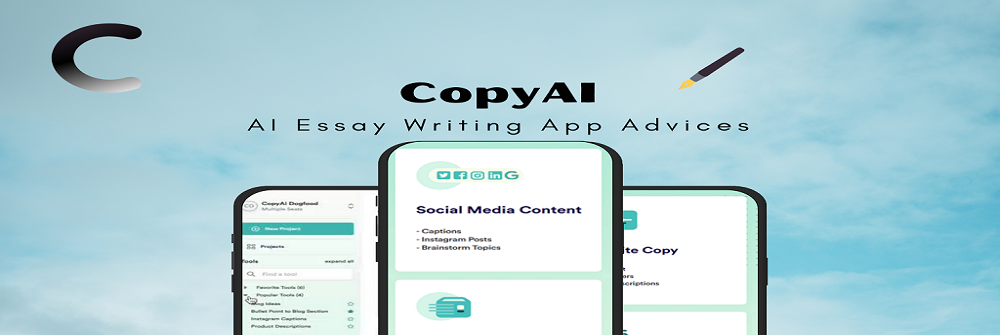 C
CopyAI
AI Essay Writing App Advices
CO
CopyAI Dogfood
Multiple Seats
New Project
Projects
Tools
expand all
Find a tool
Favorite Tools (6)
Popular Tools (4)
Blog Ideas
Bullet Point to Blog Section
Instagram Captions
Product Descriptions
Social Media Content
- Captions
- Instagram Posts
- Brainstorm Topics
Copy